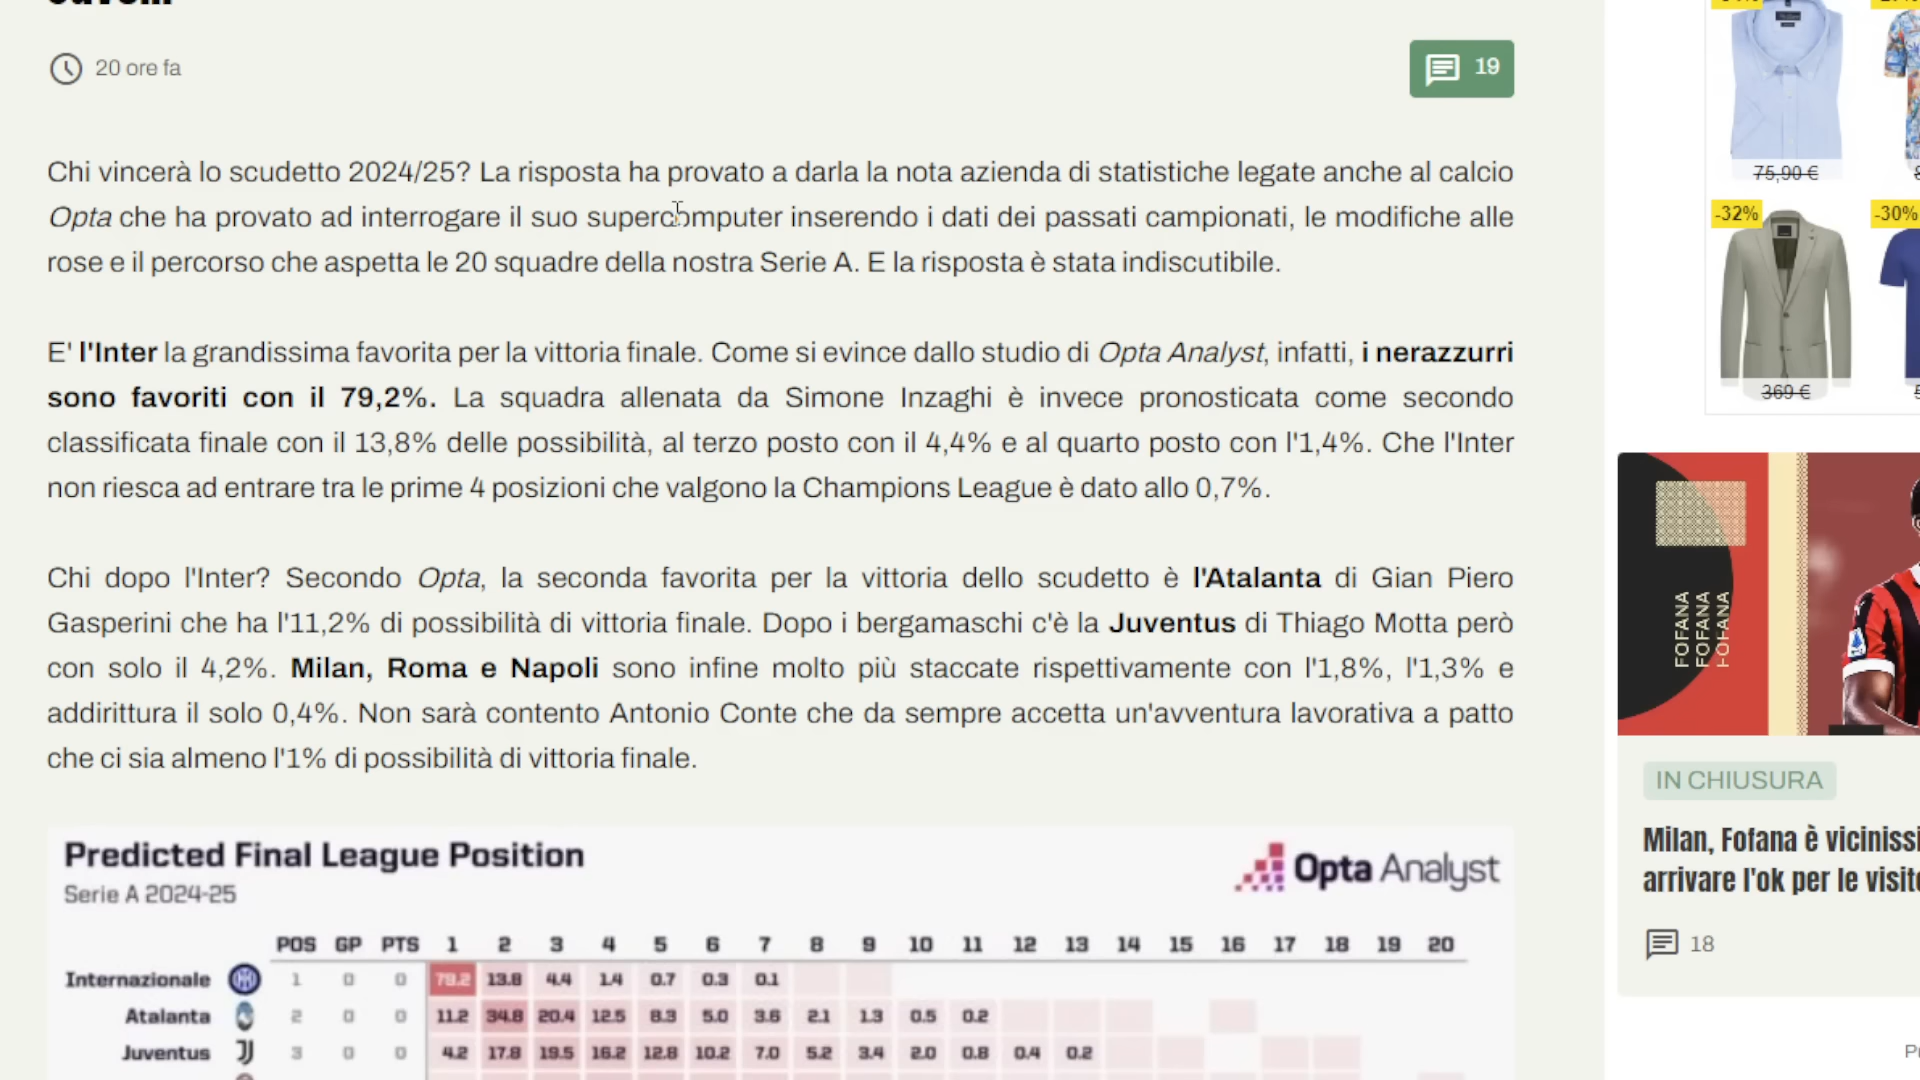 20 ore fa
19
Chi vincerà lo scudetto 2024/25? La risposta ha provato a darla la nota azienda di statistiche legate anche al calcio
Opta che ha provato ad interrogare il suo supercomputer inserendo i dati dei passati campionati, le modifiche alle
rose e il percorso che aspetta le 20 squadre della nostra Serie A. E la risposta è stata indiscutibile.
E' l'Inter la grandissima favorita per la vittoria finale. Come si evince dallo studio di Opta Analyst, infatti, i nerazzurri
sono favoriti con il 79,2%. La squadra allenata da Simone Inzaghi è invece pronosticata come secondo
classificata finale con il 13,8% delle possibilità, al terzo posto con il 4,4% e al quarto posto con l'1,4%. Che l'Inter
non riesca ad entrare tra le prime 4 posizioni che valgono la Champions League è dato allo 0,7%.
Chi dopo l'Inter? Secondo Opta, la seconda favorita per la vittoria dello scudetto è l'Atalanta di Gian Piero
Gasperini che ha l'11,2% di possibilità di vittoria finale. Dopo i bergamaschi c'è la Juventus di Thiago Motta però
con solo il 4,2%. Milan, Roma e Napoli sono infine molto più staccate rispettivamente con l'1,8%, l'1,3% e
addirittura il solo 0,4%. Non sarà contento Antonio Conte che da sempre accetta un'avventura lavorativa a patto
che ci sia almeno l'1% di possibilità di vittoria finale.
Predicted Final League Position
Serie A 2024-25
Opta Analyst
POS GP PTS 1 2 3 4 5 6 7 8 9 10 11 12 13 14 15 16 17 18 19 20
Internazionale 1 0 0 79.2 13.8 4.4 1.4 0.7 0.3 0.1
Atalanta 2 0 0 11.2 34.8 20.4 12.5 8.3 5.0 3.6 2.1 1.3 0.5 0.2
Juventus 3 0 0 4.2 17.8 19.5 16.2 12.8 10.2 7.0 5.2 3.4 2.0 0.8 0.4 0.2
75,90 €
-32%
-30%
369 €
FOFANA
FOFANA
FOFANA
IN CHIUSURA
Milan, Fofana è vicinissi
arrivare l'ok per le visit
18